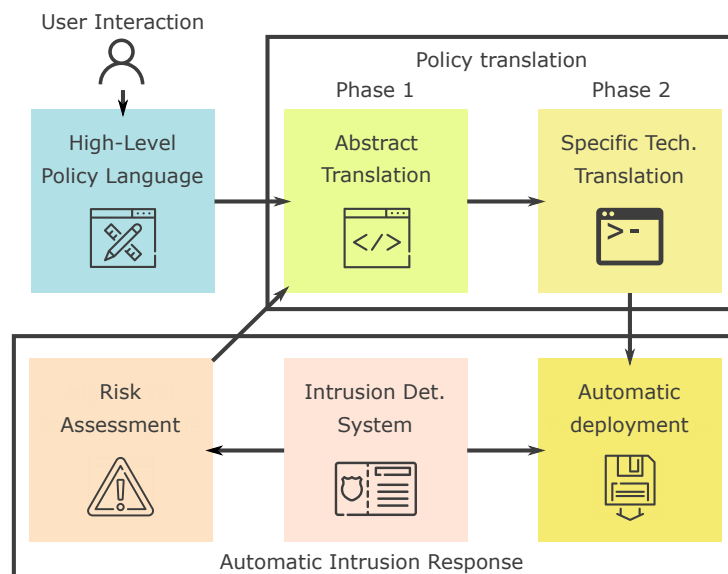 User Interaction
Policy translation
Phase 1
Phase 2
High-Level
Policy Language
Abstract
Translation
</>
Specific Tech.
Translation
>-
Risk
Assessment
!
Intrusion Det.
System
Automatic
deployment
Automatic Intrusion Response